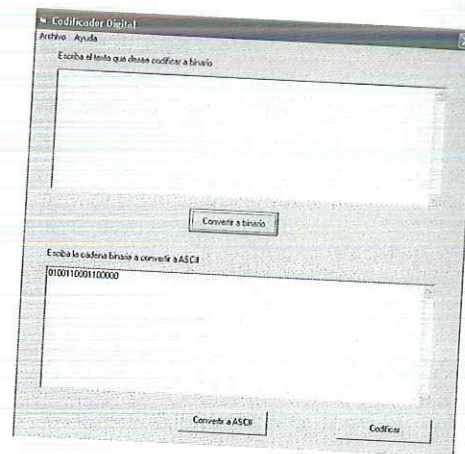 Codificador Digital
Archivo Ayuda
Escriba el texto que desee codificar a binario
Convertir a binario
Escriba la cadena binaria a convertir a ASCII
0100110001100000
Convertir a ASCII
Codificar